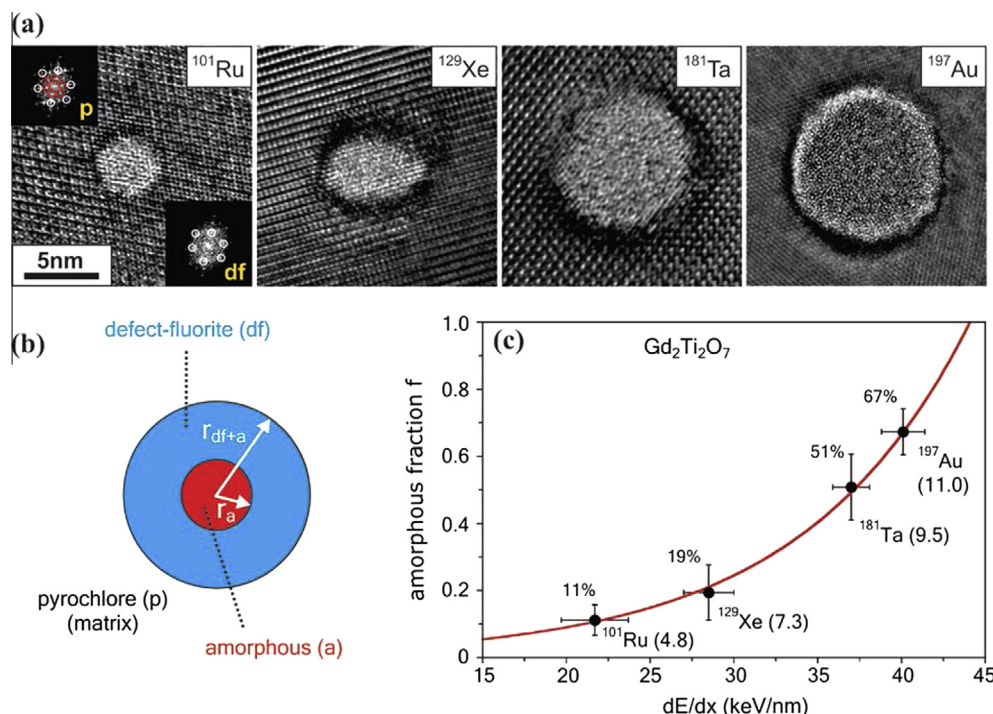 (a)
¹⁰¹Ru
¹²⁹Xe
¹⁸¹Ta
¹⁹⁷Au
p
5nm
df
(b)
defect-fluorite (df)
r_df+a
r_a
pyrochlore (p)
(matrix)
amorphous (a)
(c)
Gd₂Ti₂O₇
amorphous fraction f
1.0
0.8
0.6
0.4
0.2
0
67%
¹⁹⁷Au
(11.0)
51%
¹⁸¹Ta (9.5)
19%
¹²⁹Xe (7.3)
11%
¹⁰¹Ru (4.8)
15 20 25 30 35 40 45
dE/dx (keV/nm)